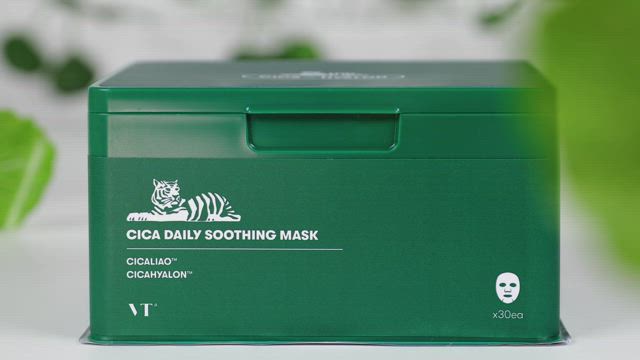 CICA DAILY SOOTHING MASK
CICALIAO™
CICAHYALON™
VT
x30ea